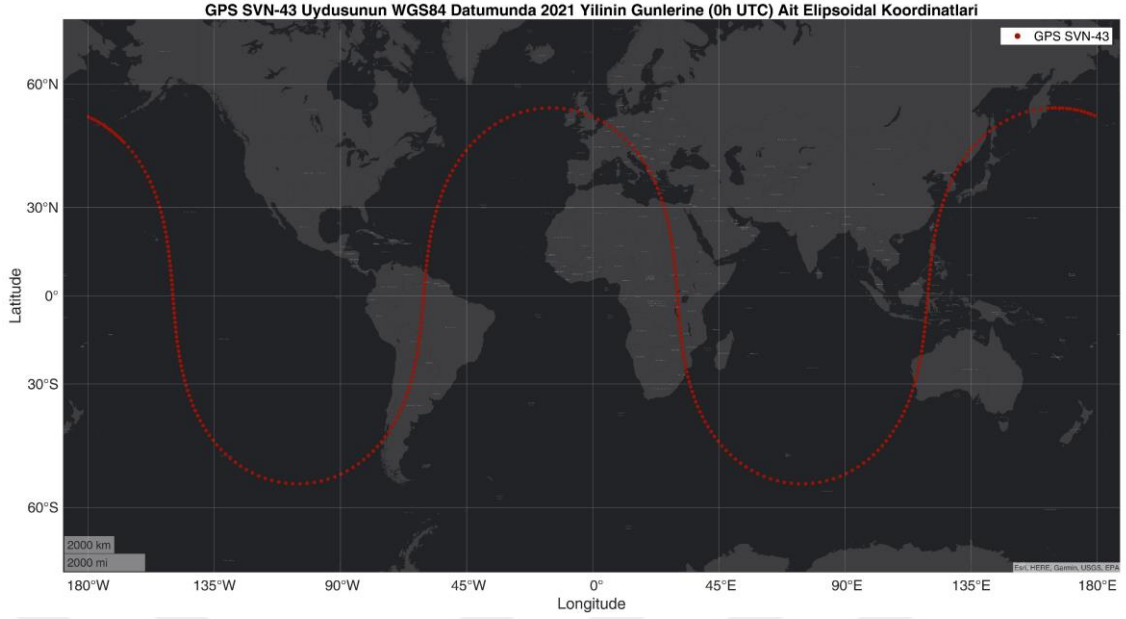 GPS SVN-43 Uydusunun WGS84 Datumunda 2021 Yilinin Gunlerine (0h UTC) Ait Elipsoidal Koordinatlari
GPS SVN-43
60°N
30°N
0°
30°S
60°S
Latitude
2000 km
2000 mi
Esri, HERE, Garmin, USGS, EPA
180°W 135°W 90°W 45°W 0° 45°E 90°E 135°E 180°E
Longitude